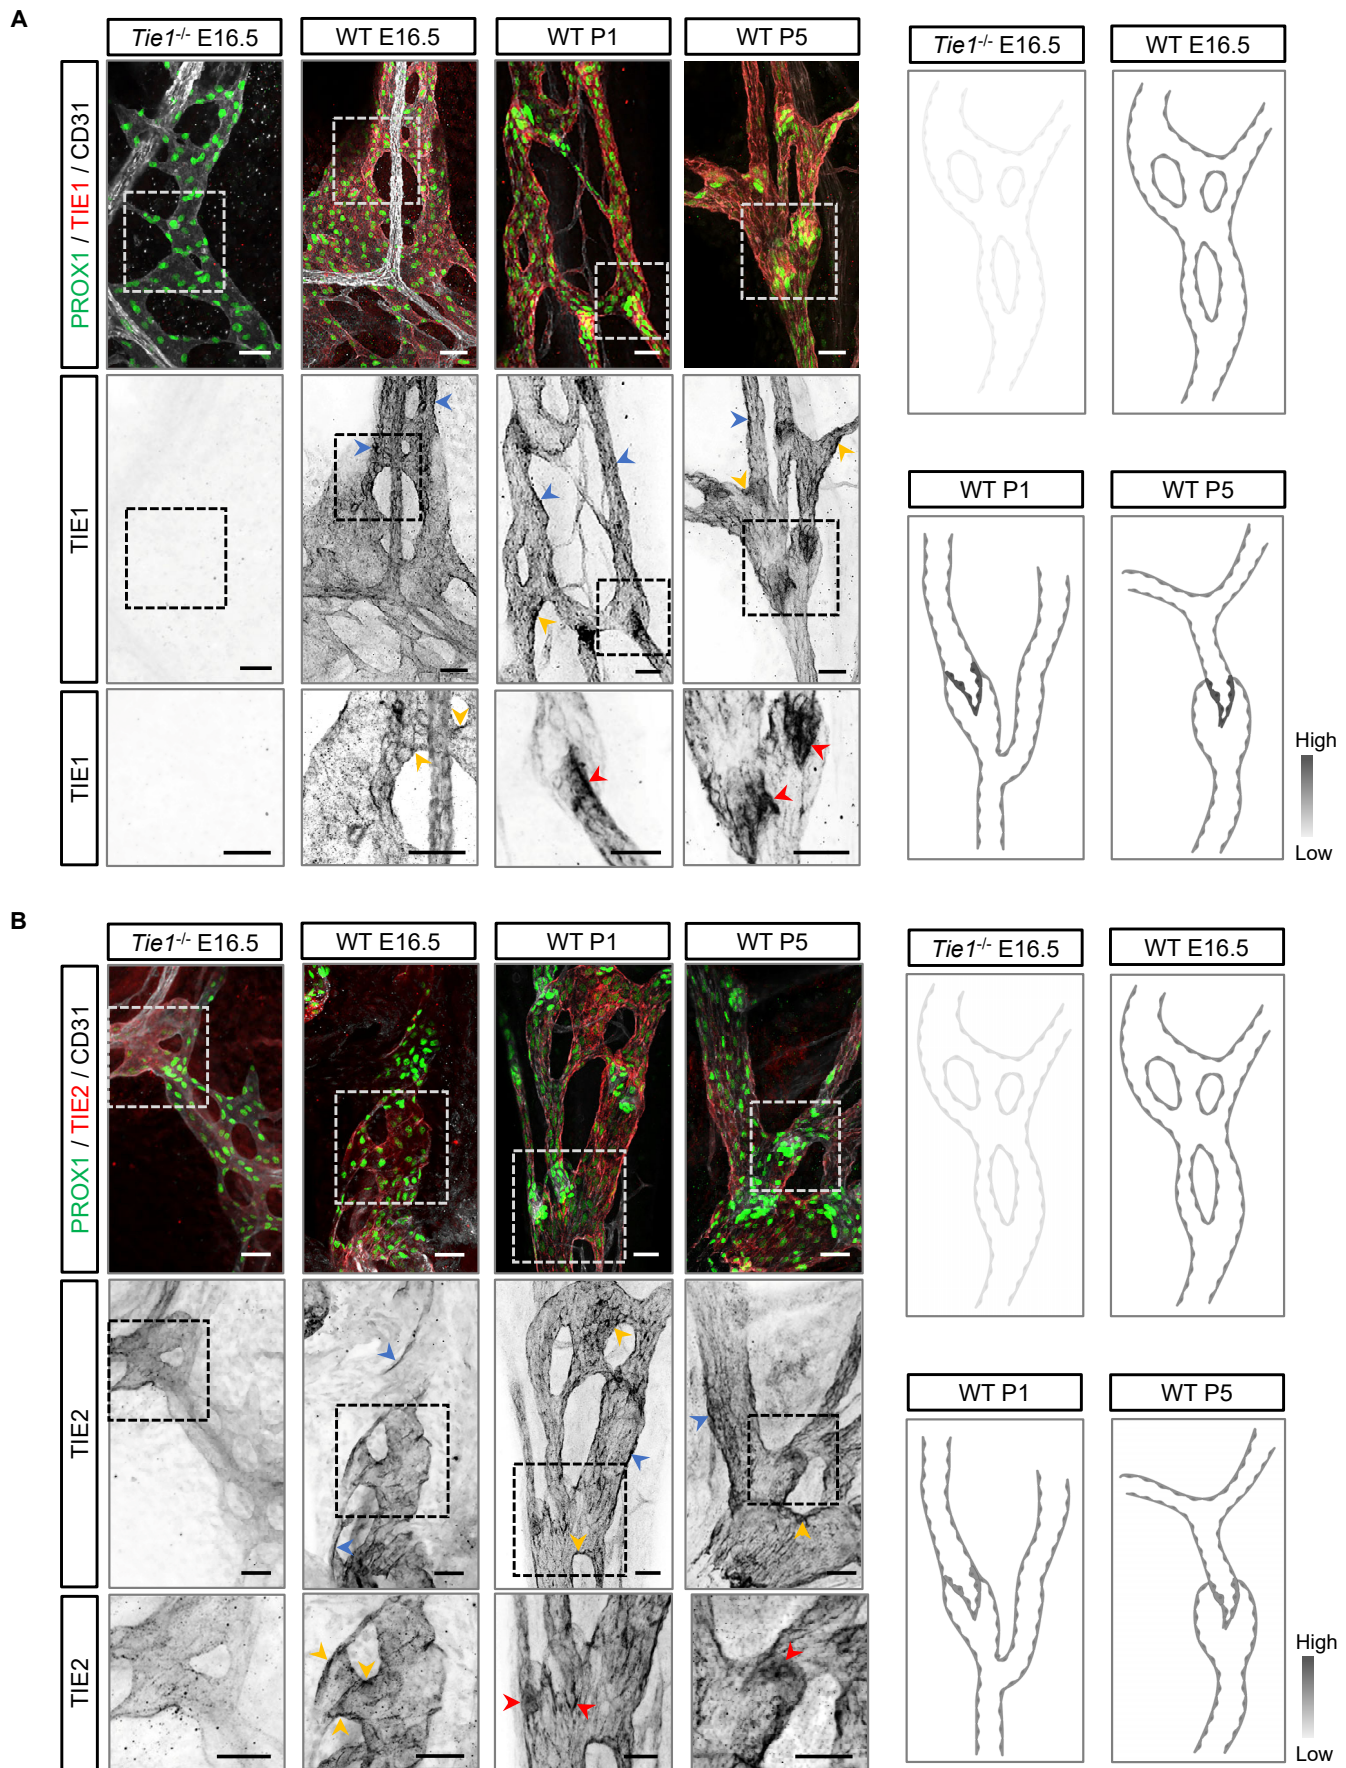 A
Tie1-/- E16.5
WT E16.5
WT P1
WT P5
Tie1-/- E16.5
WT E16.5
PROX1 / TIE1 / CD31
TIE1
TIE1
WT P1
WT P5
High
Low
B
Tie1-/- E16.5
WT E16.5
WT P1
WT P5
Tie1-/- E16.5
WT E16.5
PROX1 / TIE2 / CD31
TIE2
TIE2
WT P1
WT P5
High
Low